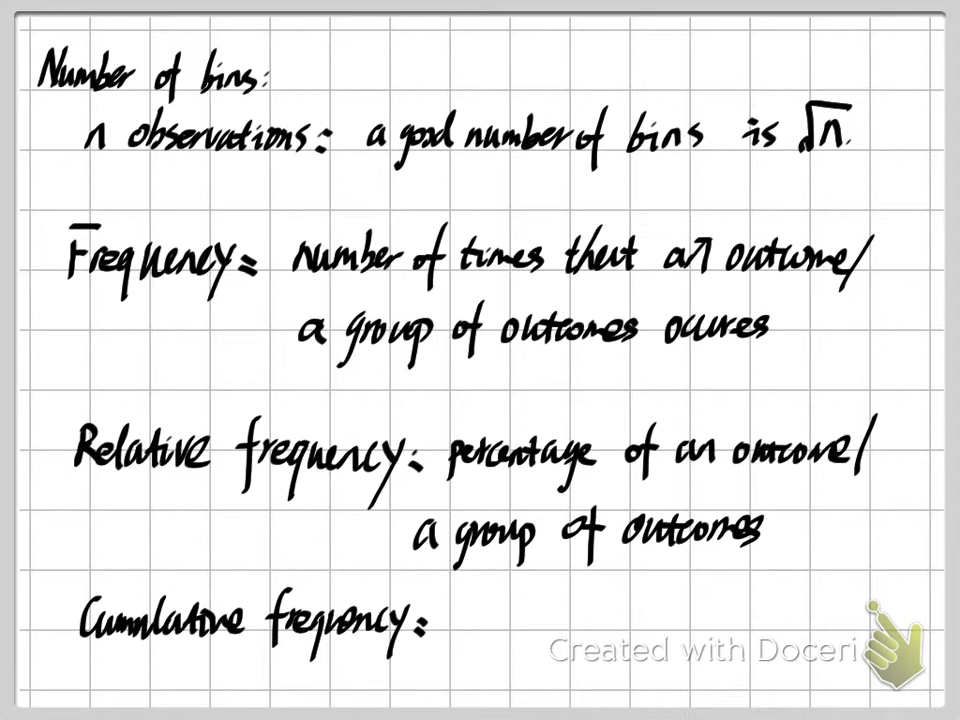 Number of bins:
n observations: a good number of bins is √n.
Frequency: number of times that an outcome/
a group of outcomes occures
Relative frequency: percentage of an outcome/
a group of outcomes
Cumulative frequency:
Created with Doceri